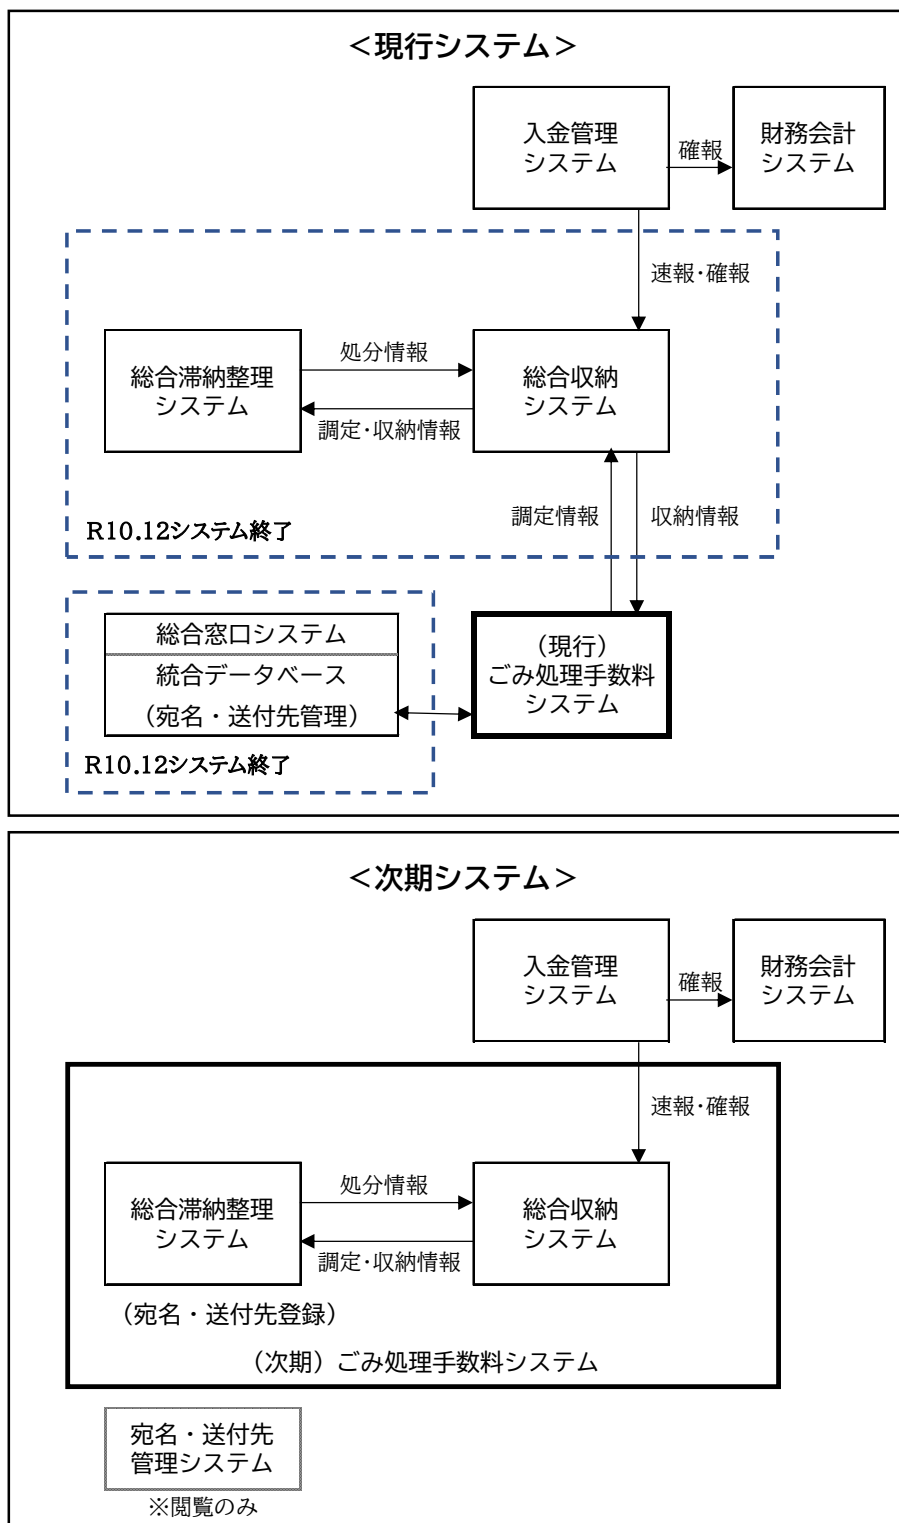 ＜現行システム＞
入金管理
システム
確報
財務会計
システム
速報・確報
総合滞納整理
システム
処分情報
調定・収納情報
総合収納
システム
R10.12システム終了
調定情報
収納情報
総合窓口システム
統合データベース
（宛名・送付先管理）
R10.12システム終了
（現行）
ごみ処理手数料
システム
＜次期システム＞
入金管理
システム
確報
財務会計
システム
速報・確報
総合滞納整理
システム
処分情報
調定・収納情報
総合収納
システム
（宛名・送付先登録）
（次期）ごみ処理手数料システム
宛名・送付先
管理システム
※閲覧のみ